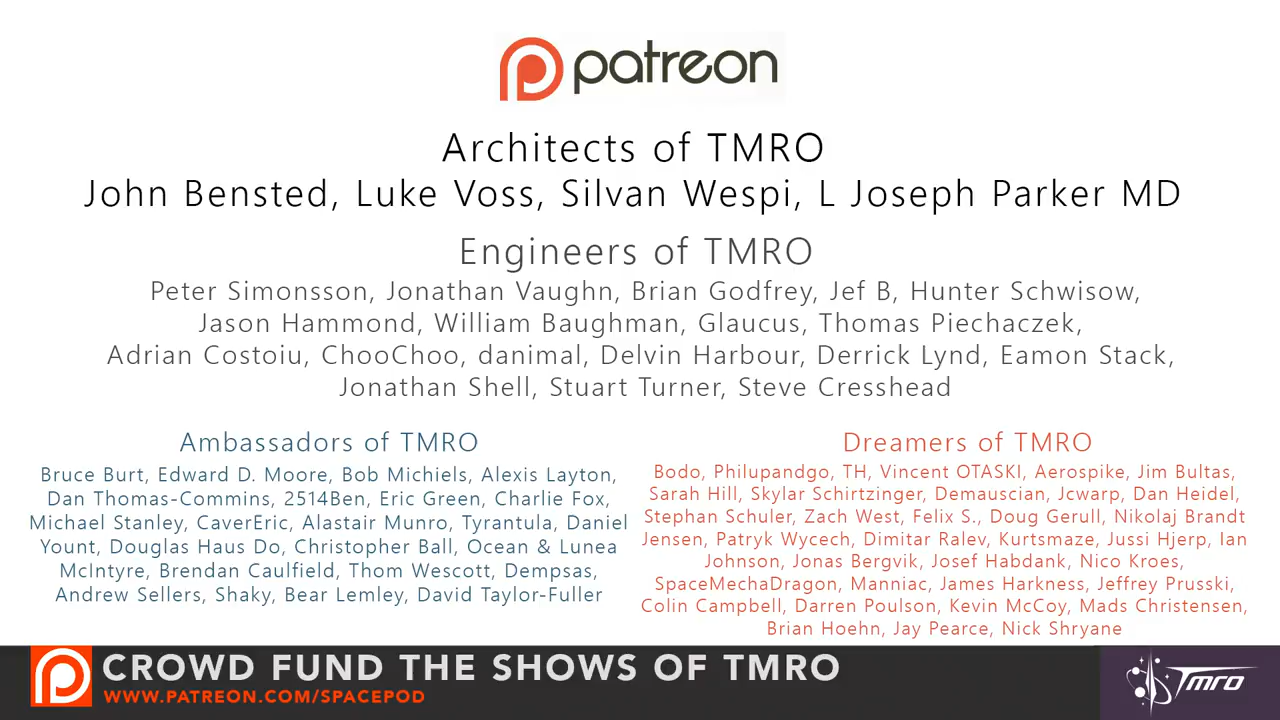 patreon
Architects of TMRO
John Bensted, Luke Voss, Silvan Wespi, L Joseph Parker MD
Engineers of TMRO
Peter Simonsson, Jonathan Vaughn, Brian Godfrey, Jef B, Hunter Schwisow,
Jason Hammond, William Baughman, Glaucus, Thomas Piechaczek,
Adrian Costoiu, ChooChoo, danimal, Delvin Harbour, Derrick Lynd, Eamon Stack,
Jonathan Shell, Stuart Turner, Steve Cresshead
Ambassadors of TMRO
Bruce Burt, Edward D. Moore, Bob Michiels, Alexis Layton,
Dan Thomas-Commins, 2514Ben, Eric Green, Charlie Fox,
Michael Stanley, CaverEric, Alastair Munro, Tyrantula, Daniel
Yount, Douglas Haus Do, Christopher Ball, Ocean & Lunea
McIntyre, Brendan Caulfield, Thom Wescott, Dempsas,
Andrew Sellers, Shaky, Bear Lemley, David Taylor-Fuller
Dreamers of TMRO
Bodo, Philupandgo, TH, Vincent OTASKI, Aerospike, Jim Bultas,
Sarah Hill, Skylar Schirtzinger, Demauscian, Jcwarp, Dan Heidel,
Stephan Schuler, Zach West, Felix S., Doug Gerull, Nikolaj Brandt
Jensen, Patryk Wycech, Dimitar Ralev, Kurtsmaze, Jussi Hjerp, Ian
Johnson, Jonas Bergvik, Josef Habdank, Nico Kroes,
SpaceMechaDragon, Manniac, James Harkness, Jeffrey Prusski,
Colin Campbell, Darren Poulson, Kevin McCoy, Mads Christensen,
Brian Hoehn, Jay Pearce, Nick Shryane
CROWD FUND THE SHOWS OF TMRO
WWW.PATREON.COM/SPACEPOD
Tmro